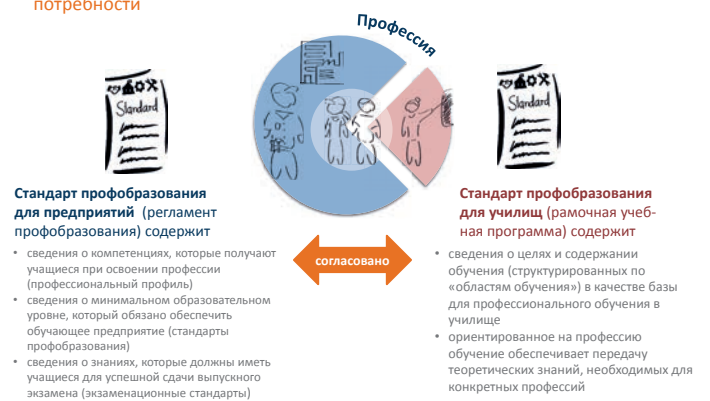 потребности
Профессия
Standard
Standard
Стандарт профобразования
для предприятий (регламент
профобразования) содержит
• сведения о компетенциях, которые получают
учащиеся при освоении профессии
(профессиональный профиль)
• сведения о минимальном образовательном
уровне, который обязано обеспечить
обучающее предприятие (стандарты
профобразования)
• сведения о знаниях, которые должны иметь
учащиеся для успешной сдачи выпускного
экзамена (экзаменационные стандарты)
согласовано
Стандарт профобразования
для училищ (рамочная учеб-
ная программа) содержит
• сведения о целях и содержании
обучения (структурированных по
«областям обучения») в качестве базы
для профессионального обучения в
училище
• ориентированное на профессию
обучение обеспечивает передачу
теоретических знаний, необходимых для
конкретных профессий